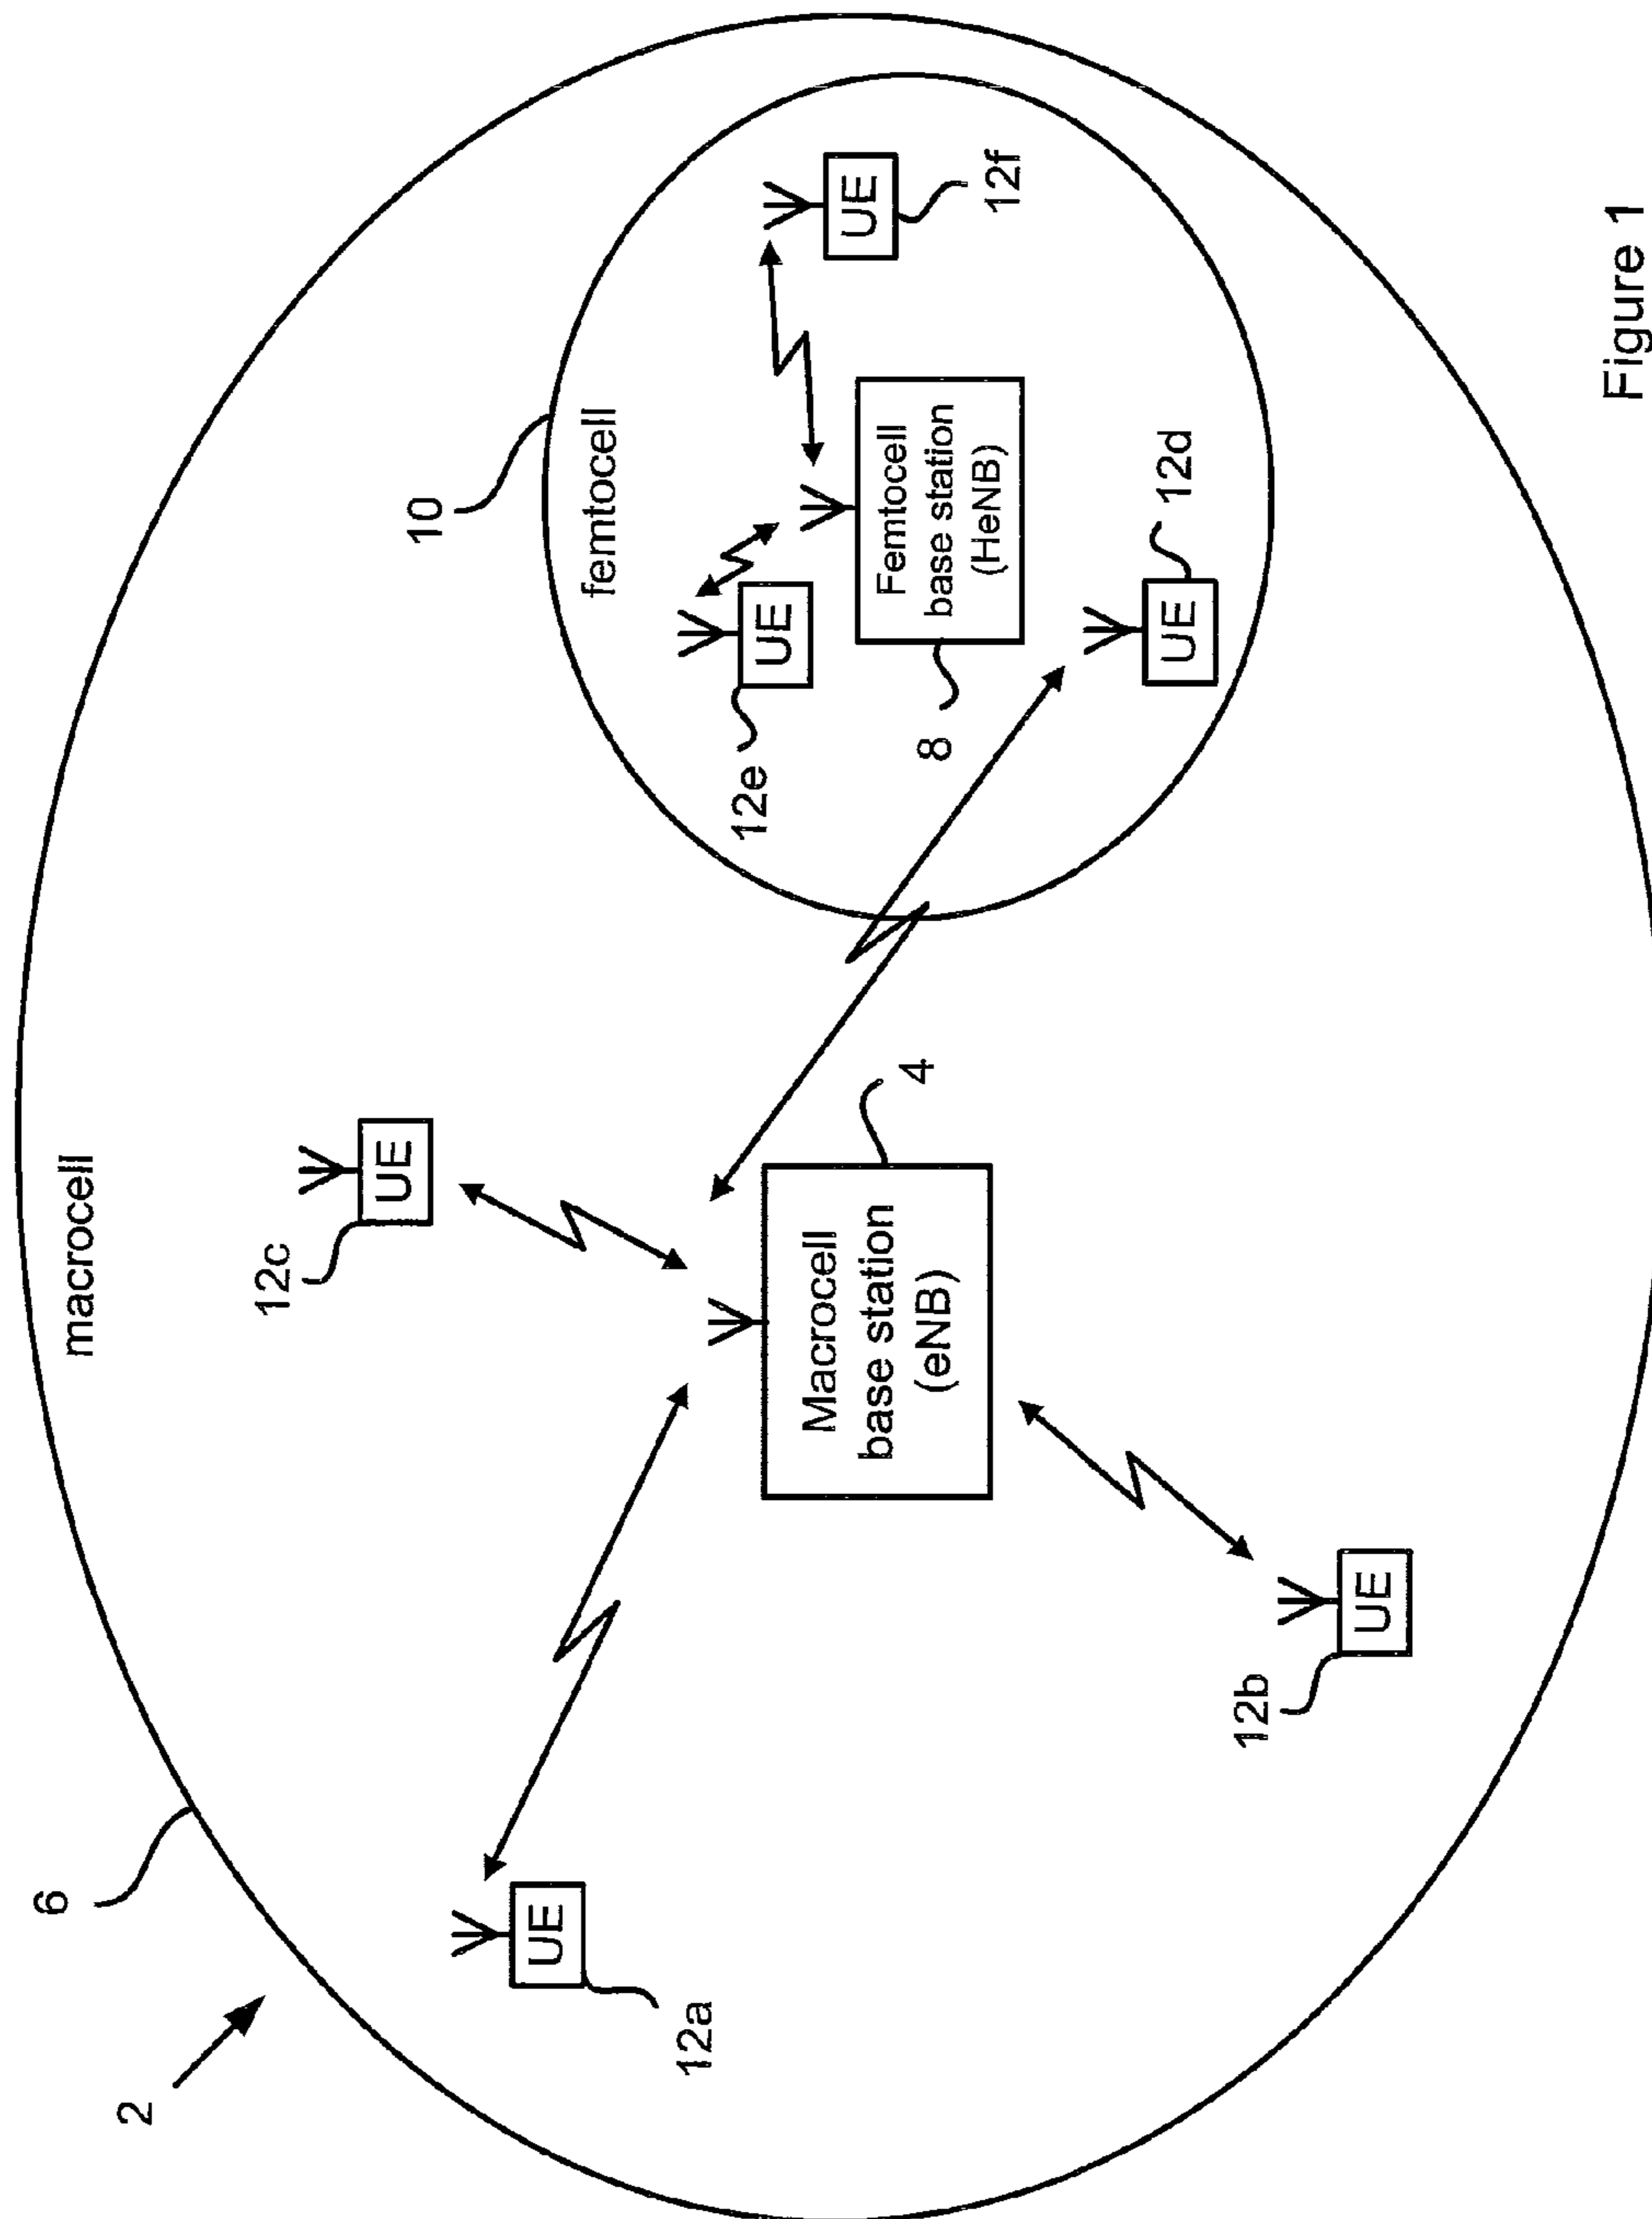 2
6
macrocell
12c
UE
10
femtocell
12a
UE
12e
UE
UE
12f
Macrocell
base station
(eNB)
4
8
Femtocell
base station
(HeNB)
12b
UE
UE
12d
Figure 1